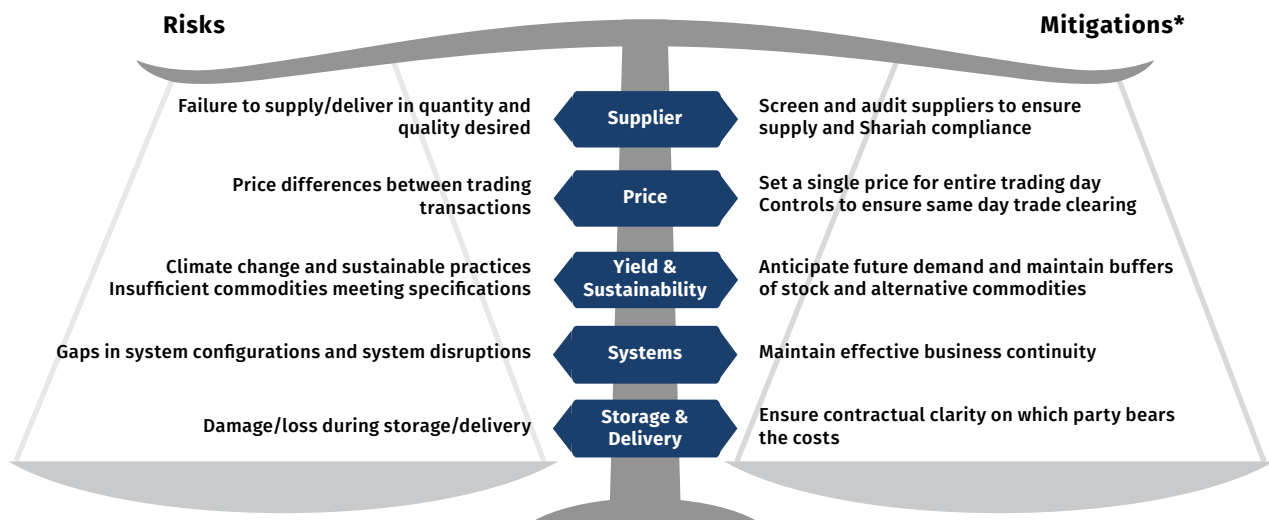 Risks
Mitigations*
Failure to supply/deliver in quantity and
quality desired
Supplier
Screen and audit suppliers to ensure
supply and Shariah compliance
Price differences between trading
transactions
Price
Set a single price for entire trading day
Controls to ensure same day trade clearing
Climate change and sustainable practices
Insufficient commodities meeting specifications
Yield &
Sustainability
Anticipate future demand and maintain buffers
of stock and alternative commodities
Gaps in system configurations and system disruptions
Systems
Maintain effective business continuity
Damage/loss during storage/delivery
Storage &
Delivery
Ensure contractual clarity on which party bears
the costs